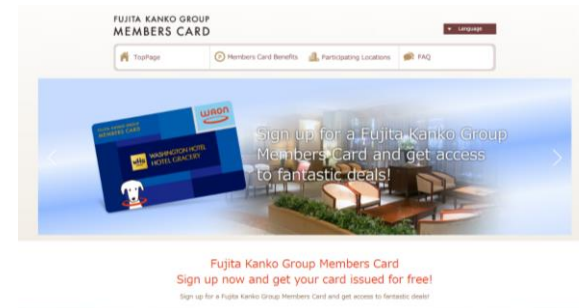 FUJITA KANKO GROUP
MEMBERS CARD
Language
TopPage
Members Card Benefits
Participating Locations
FAQ
FUJITA KANKO GROUP
MEMBERS CARD
WAON
WHG
WASHINGTON HOTEL
HOTEL GRACERY
Sign up for a Fujita Kanko Group
Members Card and get access
to fantastic deals!
Fujita Kanko Group Members Card
Sign up now and get your card issued for free!
Sign up for a Fujita Kanko Group Members Card and get access to fantastic deals!